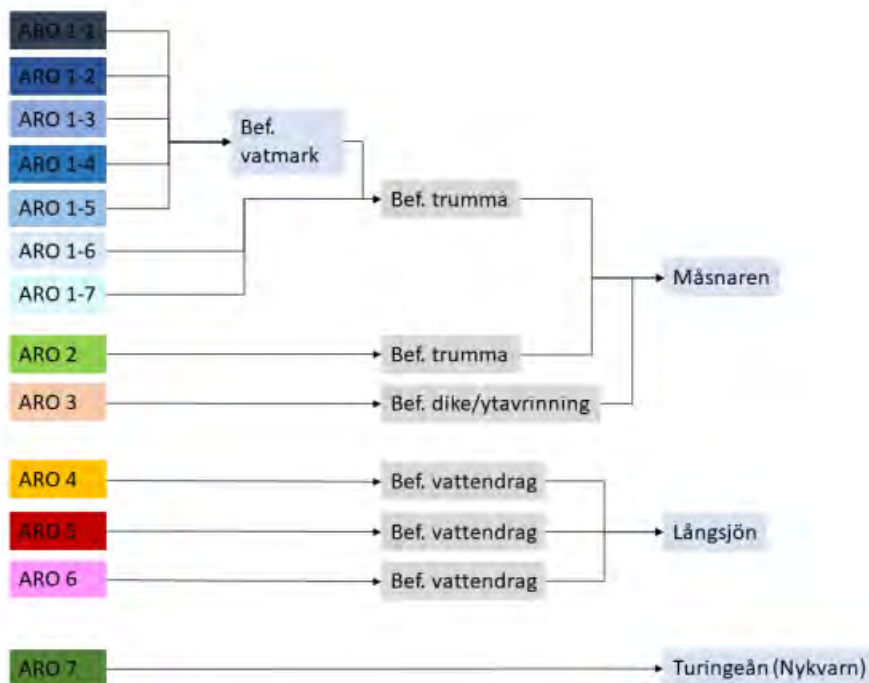 ARO 1-1
ARO 1-2
ARO 1-3
ARO 1-4
ARO 1-5
ARO 1-6
ARO 1-7
Bef.
vatmark
Bef. trumma
Måsnaren
ARO 2
Bef. trumma
ARO 3
Bef. dike/ytavrinning
ARO 4
Bef. vattendrag
ARO 5
Bef. vattendrag
Långsjön
ARO 6
Bef. vattendrag
ARO 7
Turingeån (Nykvarn)